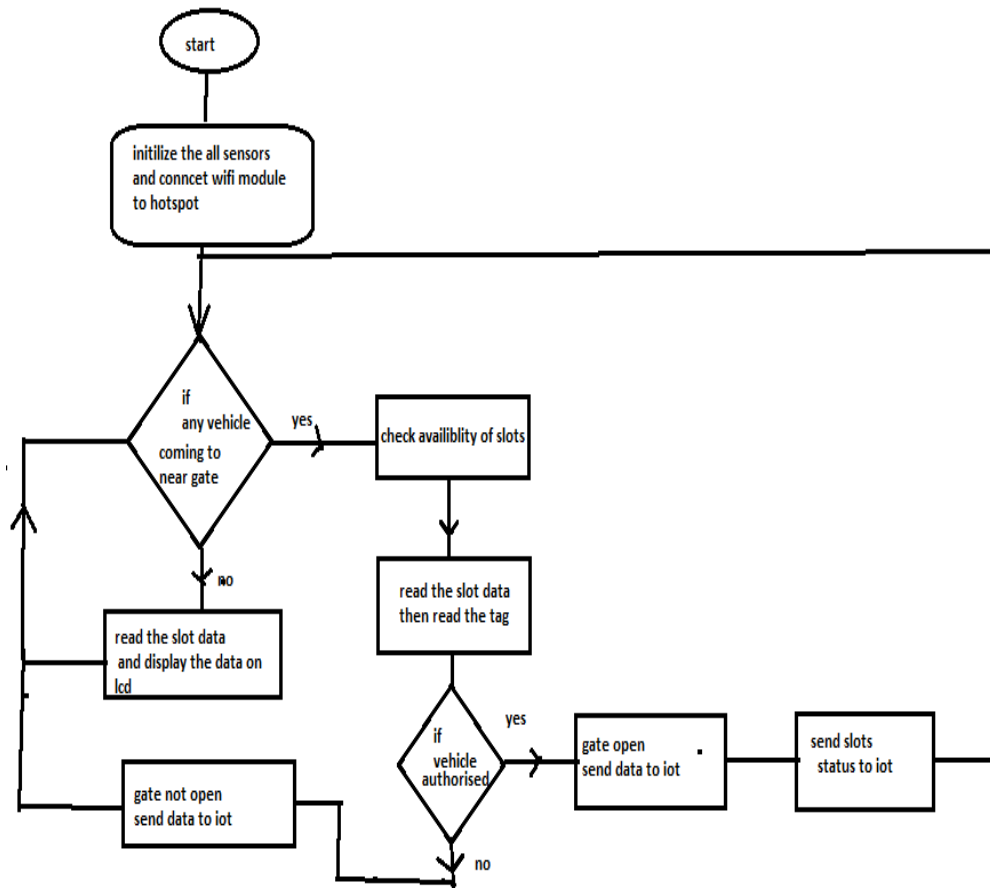 start
initilize the all sensors
and conncet wifi module
to hotspot
if
any vehicle
coming to
near gate
yes
check availiblity of slots
no
read the slot data
and display the data on
lcd
read the slot data
then read the tag
if
vehicle
authorised
yes
gate open
send data to iot
send slots
status to iot
no
gate not open
send data to iot